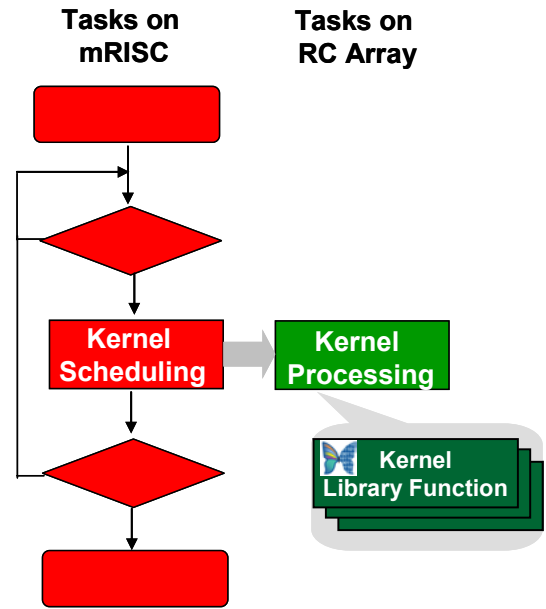 Tasks on
mRISC
Tasks on
RC Array
Kernel
Scheduling
Kernel
Processing
Kernel
Library Function